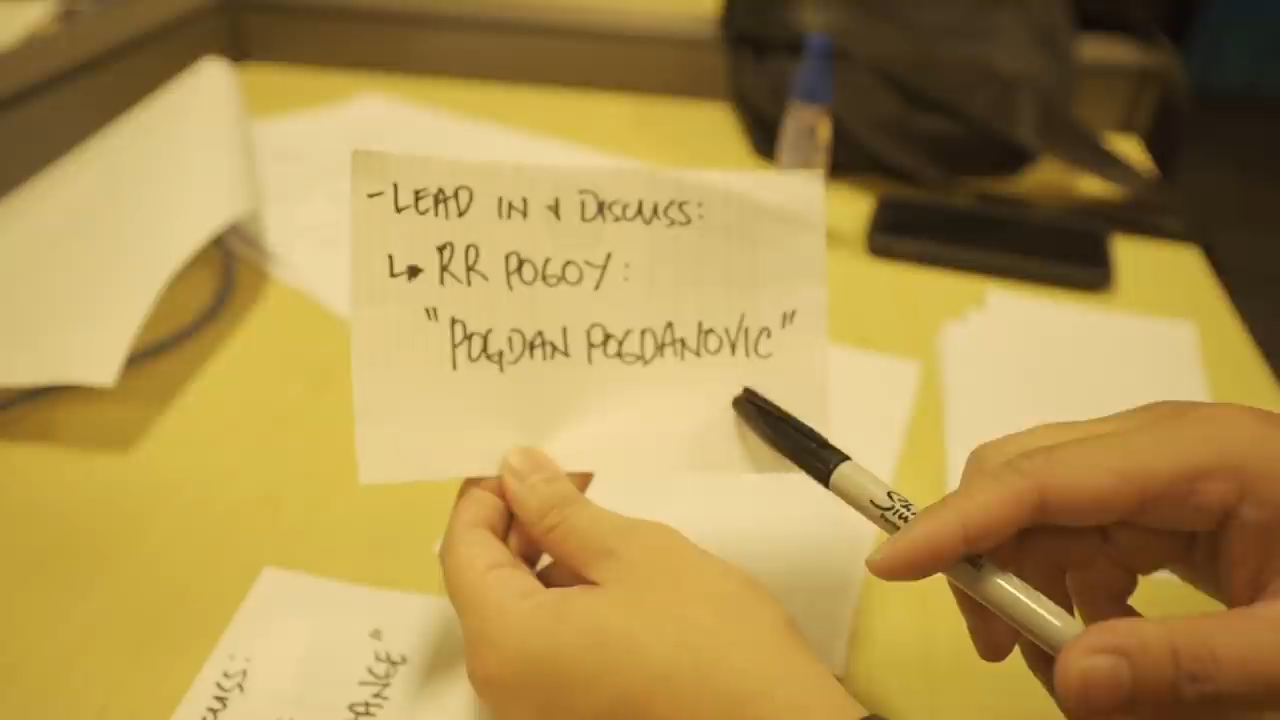 - LEAD IN & DISCUSS:
↳ RR POGOY:
"POGDAN POGDANOVIC"